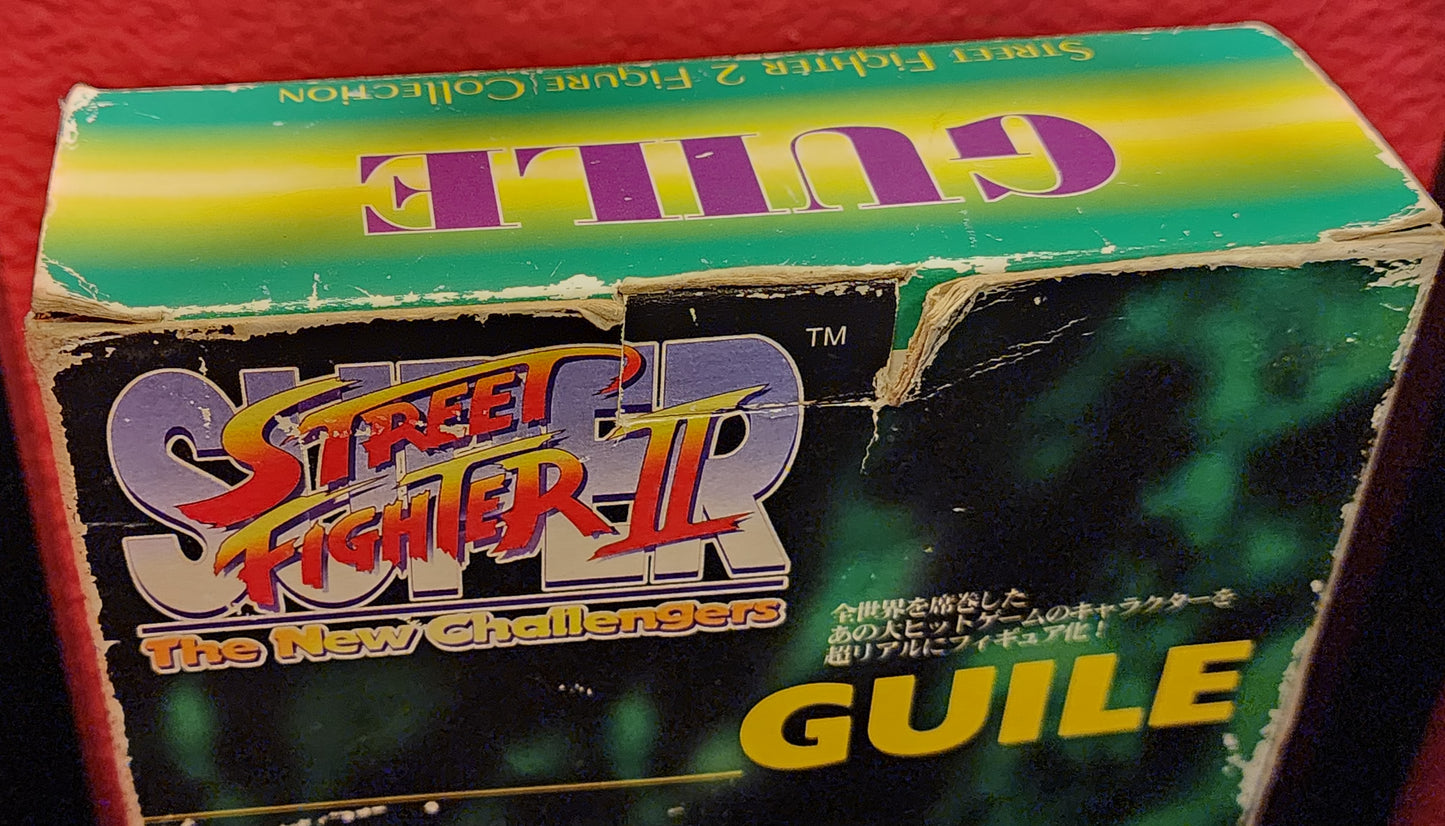 STREET FIGHTER 2 FIGURE COLLECTION
GUILE
SUPER
STREET
FIGHTER II
TM
The New Challengers
全世界を席巻した
あの大ヒットゲームのキャラクターを
超リアルにフィギュア化!
GUILE